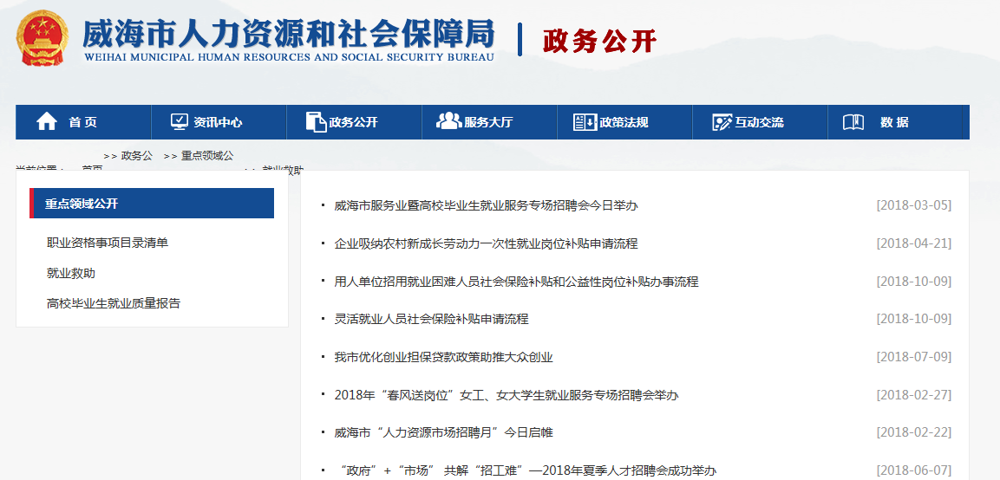 威海市人力资源和社会保障局
WEIHAI MUNICIPAL HUMAN RESOURCES AND SOCIAL SECURITY BUREAU
政务公开
首 页 资讯中心 政务公开 服务大厅 政策法规 互动交流 数 据
>> 政务公 >> 重点领域公
当前位置： 首页 >> 就业救助
重点领域公开
职业资格事项目录清单
就业救助
高校毕业生就业质量报告
威海市服务业暨高校毕业生就业服务专场招聘会今日举办 [2018-03-05]
企业吸纳农村新成长劳动力一次性就业岗位补贴申请流程 [2018-04-21]
用人单位招用就业困难人员社会保险补贴和公益性岗位补贴办事流程 [2018-10-09]
灵活就业人员社会保险补贴申请流程 [2018-10-09]
我市优化创业担保贷款政策助推大众创业 [2018-07-09]
2018年“春风送岗位”女工、女大学生就业服务专场招聘会举办 [2018-02-27]
威海市“人力资源市场招聘月”今日启帷 [2018-02-22]
“政府”+“市场” 共解“招工难”—2018年夏季人才招聘会成功举办 [2018-06-07]